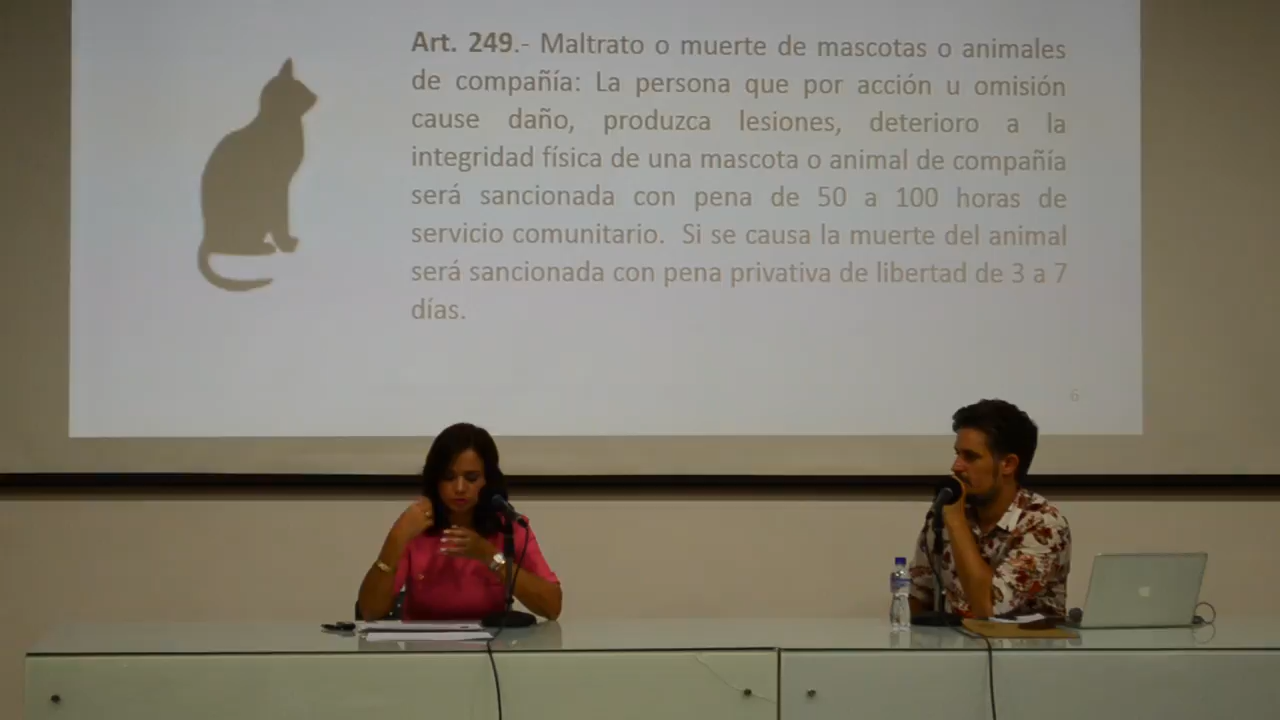 Art. 249.- Maltrato o muerte de mascotas o animales
de compañía: La persona que por acción u omisión
cause daño, produzca lesiones, deterioro a la
integridad física de una mascota o animal de compañía
será sancionada con pena de 50 a 100 horas de
servicio comunitario. Si se causa la muerte del animal
será sancionada con pena privativa de libertad de 3 a 7
días.
6